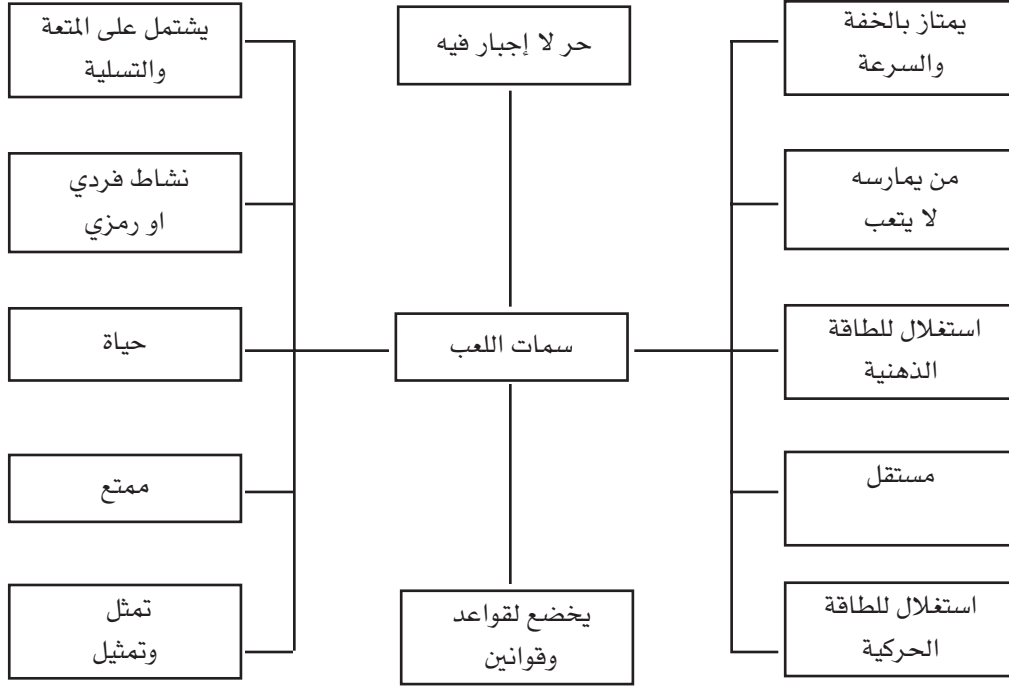 يمتاز بالخفة
والسرعة
حر لا إجبار فيه
يشتمل على المتعة
والتسلية
من يمارسه
لا يتعب
نشاط فردي
او رمزي
استغلال للطاقة
الذهنية
سمات اللعب
حياة
مستقل
ممتع
استغلال للطاقة
الحركية
يخضع لقواعد
وقوانين
تمثل
وتمثيل